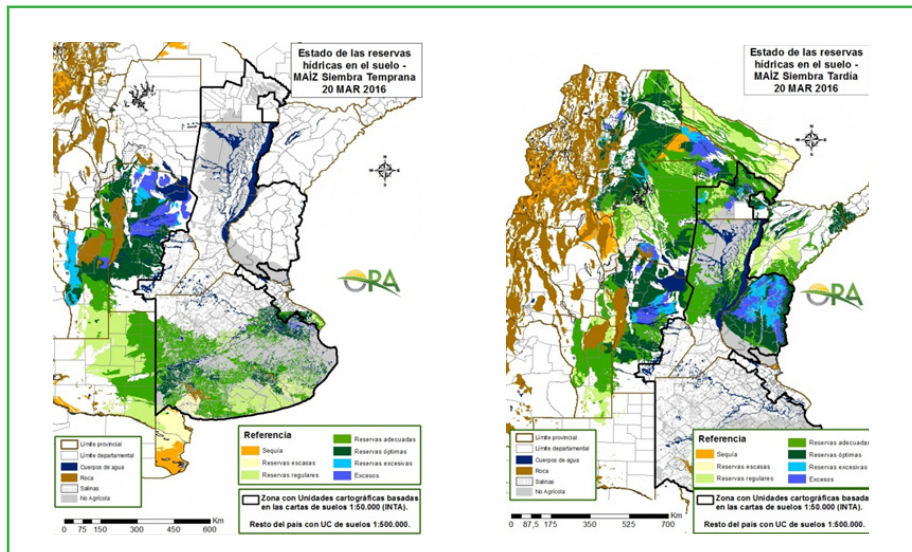 Estado de las reservas
hídricas en el suelo -
MAÍZ Siembra Temprana
20 MAR 2016
ORA
Límite provincial
Límite departamental
Cuerpos de agua
Roca
Salinas
No Agrícola
Referencia
Sequía
Reservas escasas
Reservas regulares
Reservas adecuadas
Reservas óptimas
Reservas excesivas
Excesos
Zona con Unidades cartográficas basadas
en las cartas de suelos 1:50.000 (INTA).
Resto del país con UC de suelos 1:500.000.
Km
0 75 150 300 450 600
Estado de las reservas
hídricas en el suelo -
MAÍZ Siembra Tardía
20 MAR 2016
ORA
Límite provincial
Límite departamental
Cuerpos de agua
Roca
Salinas
No Agrícola
Referencia
Sequía
Reservas escasas
Reservas regulares
Reservas adecuadas
Reservas óptimas
Reservas excesivas
Excesos
Zona con Unidades cartográficas basadas
en las cartas de suelos 1:50.000 (INTA).
Resto del país con UC de suelos 1:500.000.
Km
0 87,5 175 350 525 700